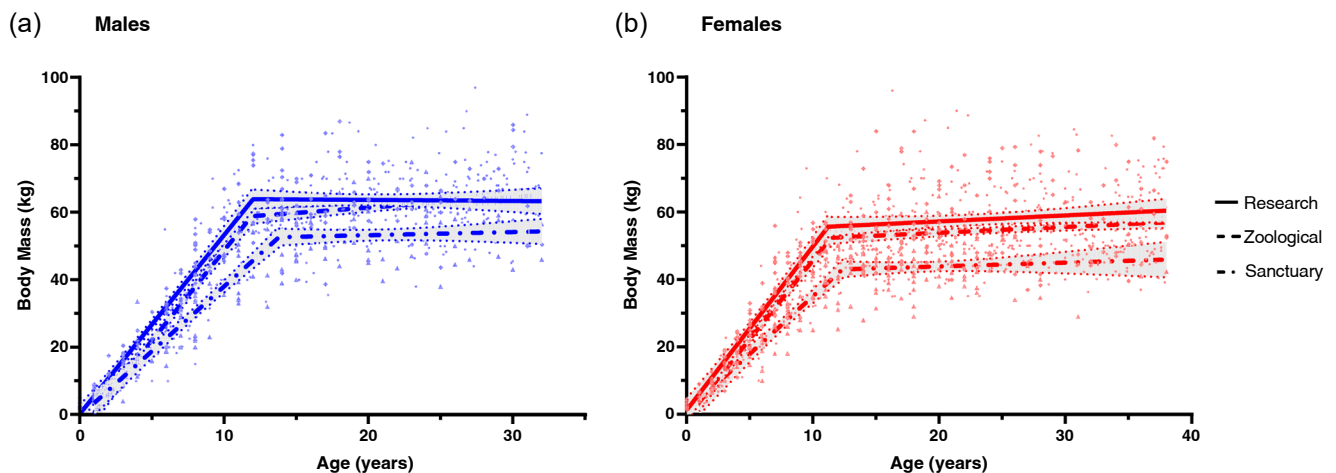 (a) Males
(b) Females
Body Mass (kg)
100
80
60
40
20
0
0 10 20 30
Age (years)
Body Mass (kg)
100
80
60
40
20
0
0 10 20 30 40
Age (years)
Research
Zoological
Sanctuary